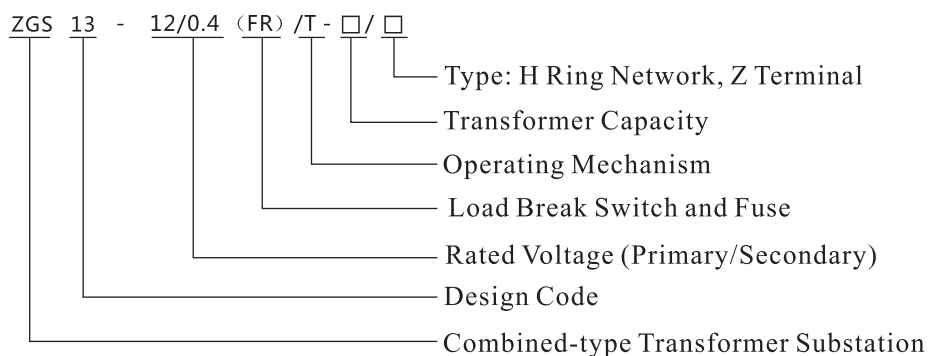 ZGS 13 - 12/0.4（FR）/T-□/□
Type: H Ring Network, Z Terminal
Transformer Capacity
Operating Mechanism
Load Break Switch and Fuse
Rated Voltage (Primary/Secondary)
Design Code
Combined-type Transformer Substation